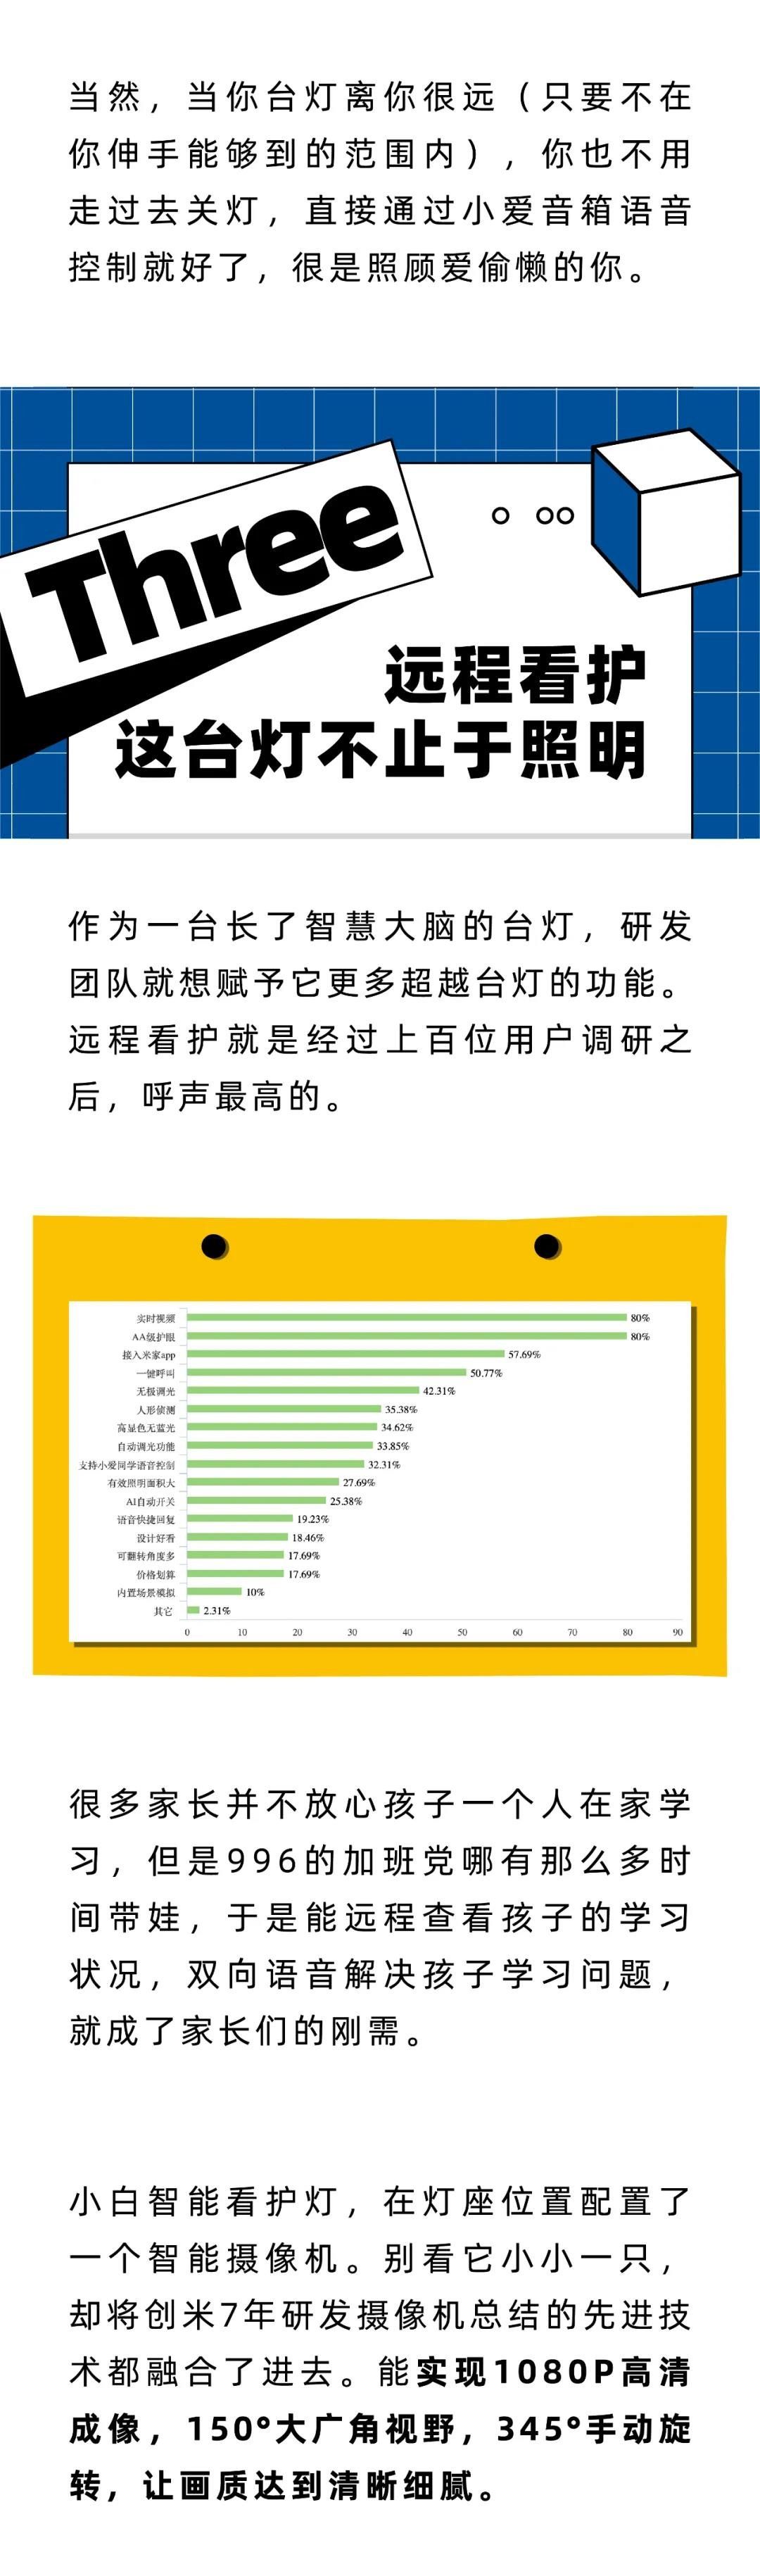 当然，当你台灯离你很远（只要不在
你伸手能够到的范围内），你也不用
走过去关灯，直接通过小爱音箱语音
控制就好了，很是照顾爱偷懒的你。
Three
远程看护
这台灯不止于照明
作为一台长了智慧大脑的台灯，研发
团队就想赋予它更多超越台灯的功能。
远程看护就是经过上百位用户调研之
后，呼声最高的。
实时视频 80%
AA级护眼 80%
接入米家app 57.69%
一键呼叫 50.77%
无极调光 42.31%
人形侦测 35.38%
高显色无蓝光 34.62%
自动调光功能 33.85%
支持小爱同学语音控制 32.31%
有效照明面积大 27.69%
AI自动开关 25.38%
语音快捷回复 19.23%
设计好看 18.46%
可翻转角度多 17.69%
价格划算 17.69%
内置场景模拟 10%
其它 2.31%
0 10 20 30 40 50 60 70 80 90
很多家长并不放心孩子一个人在家学
习，但是996的加班党哪有那么多时
间带娃，于是能远程查看孩子的学习
状况，双向语音解决孩子学习问题，
就成了家长们的刚需。
小白智能看护灯，在灯座位置配置了
一个智能摄像机。别看它小小一只，
却将创米7年研发摄像机总结的先进技
术都融合了进去。能实现1080P高清
成像，150°大广角视野，345°手动旋
转，让画质达到清晰细腻。